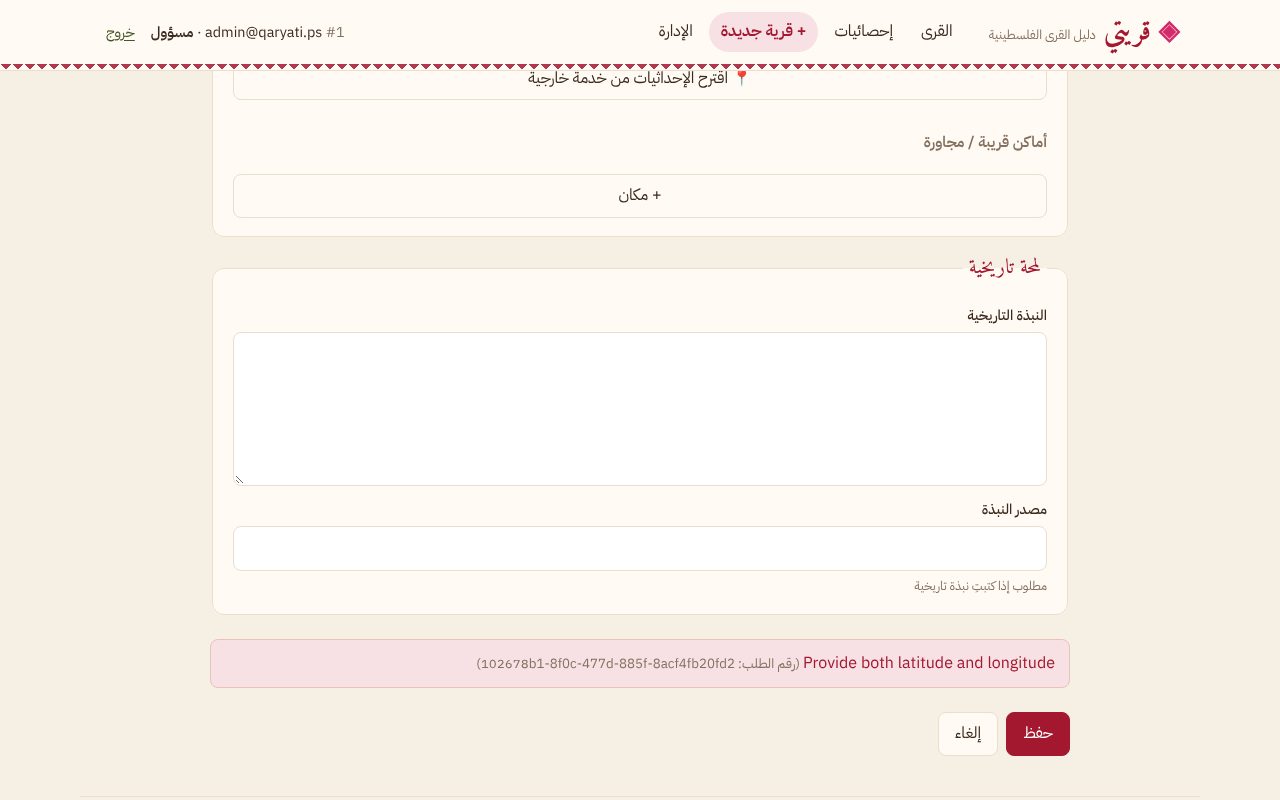 قريتي دليل القرى الفلسطينية القرى إحصائيات + قرية جديدة الإدارة admin@qaryati.ps #1 · مسؤول خروج
📍 اقترح الإحداثيات من خدمة خارجية
أماكن قريبة / مجاورة
+ مكان
لمحة تاريخية
النبذة التاريخية
مصدر النبذة
مطلوب إذا كتبتِ نبذة تاريخية
Provide both latitude and longitude (رقم الطلب: 102678b1-8f0c-477d-885f-8acf4fb20fd2)
حفظ إلغاء